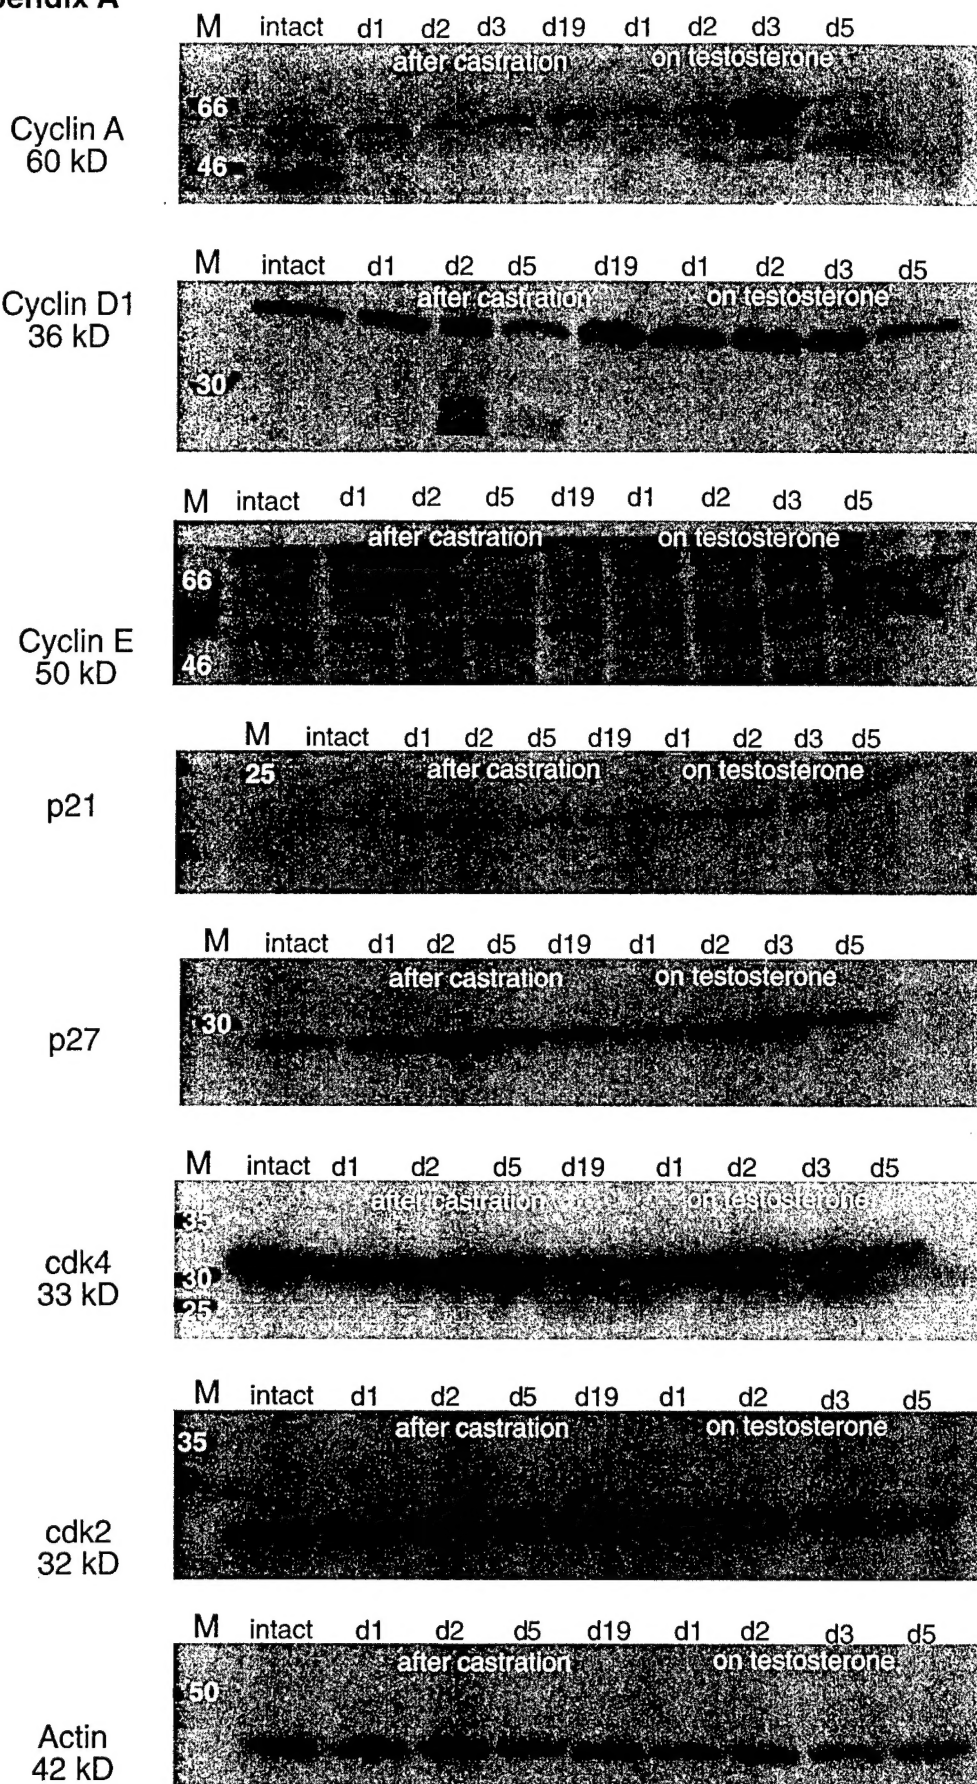 Appendix A
M intact d1 d2 d3 d19 d1 d2 d3 d5
after castration on testosterone
66
Cyclin A
60 kD
46
M intact d1 d2 d5 d19 d1 d2 d3 d5
after castration on testosterone
Cyclin D1
36 kD
30
M intact d1 d2 d5 d19 d1 d2 d3 d5
after castration on testosterone
66
Cyclin E
50 kD
46
M intact d1 d2 d5 d19 d1 d2 d3 d5
after castration on testosterone
25
p21
M intact d1 d2 d5 d19 d1 d2 d3 d5
after castration on testosterone
30
p27
M intact d1 d2 d5 d19 d1 d2 d3 d5
after castration on testosterone
35
cdk4
33 kD
30
25
M intact d1 d2 d5 d19 d1 d2 d3 d5
after castration on testosterone
35
cdk2
32 kD
M intact d1 d2 d5 d19 d1 d2 d3 d5
after castration on testosterone
50
Actin
42 kD